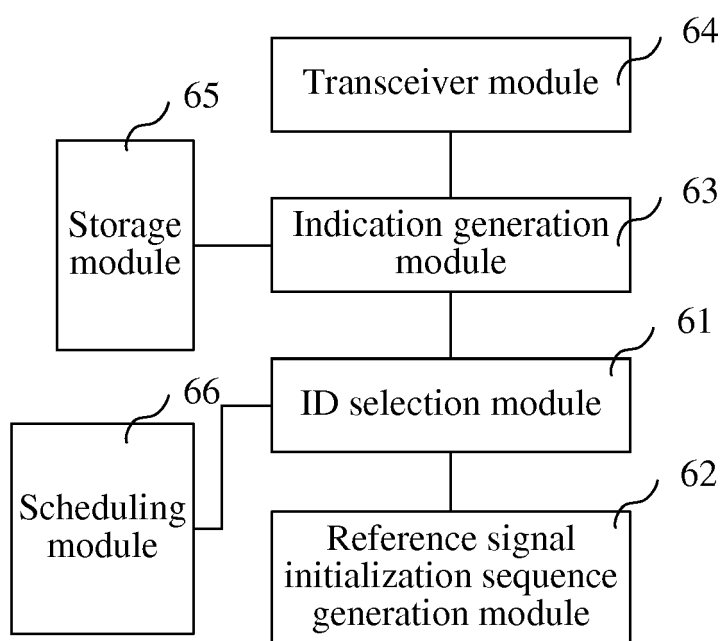 64
Transceiver module
65
Storage
module
63
Indication generation
module
61
ID selection module
66
Scheduling
module
62
Reference signal
initialization sequence
generation module